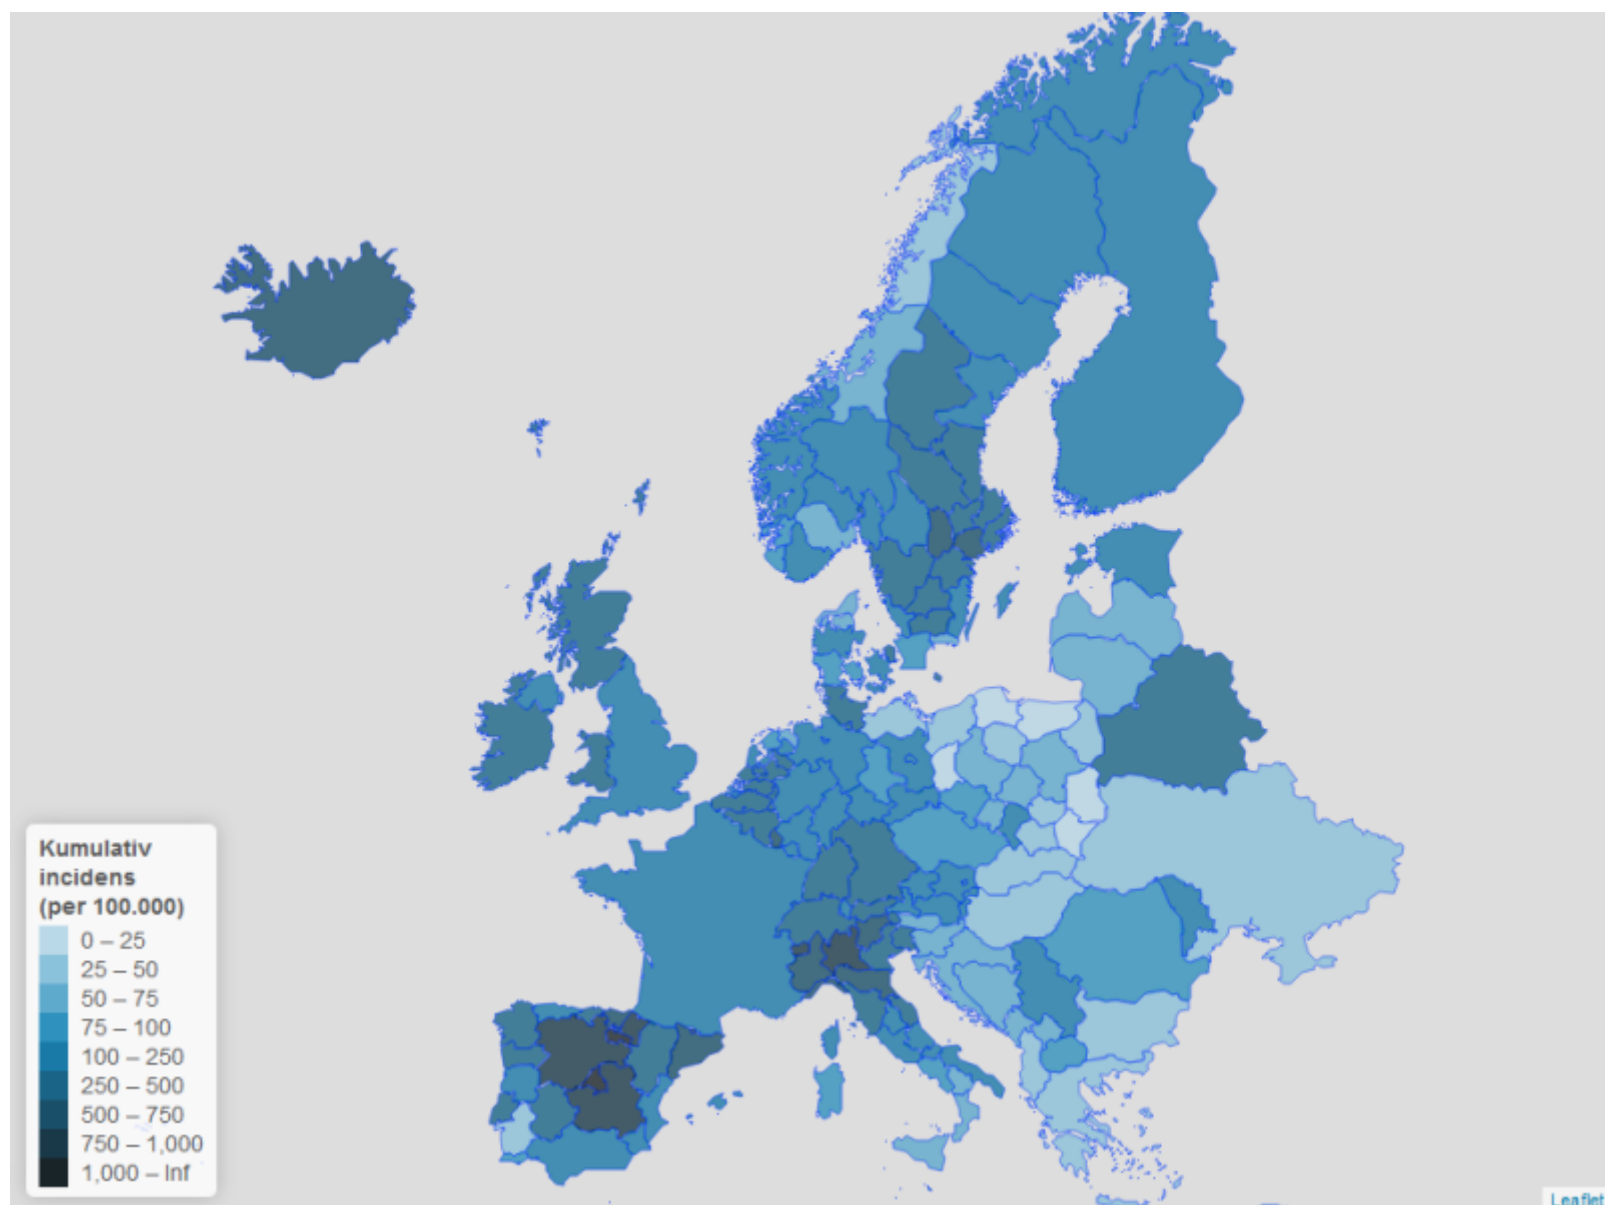 Kumulativ
incidens
(per 100.000)
0 – 25
25 – 50
50 – 75
75 – 100
100 – 250
250 – 500
500 – 750
750 – 1,000
1,000 – Inf
Leaflet